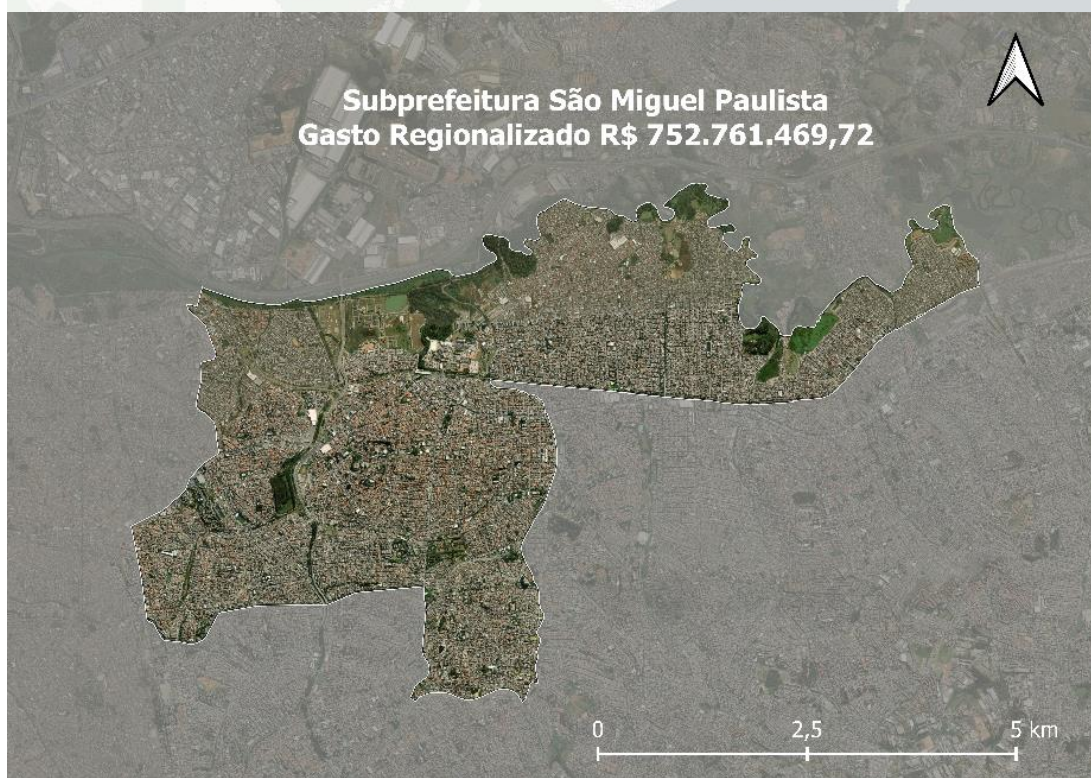 Subprefeitura São Miguel Paulista
Gasto Regionalizado R$ 752.761.469,72
0 2,5 5 km